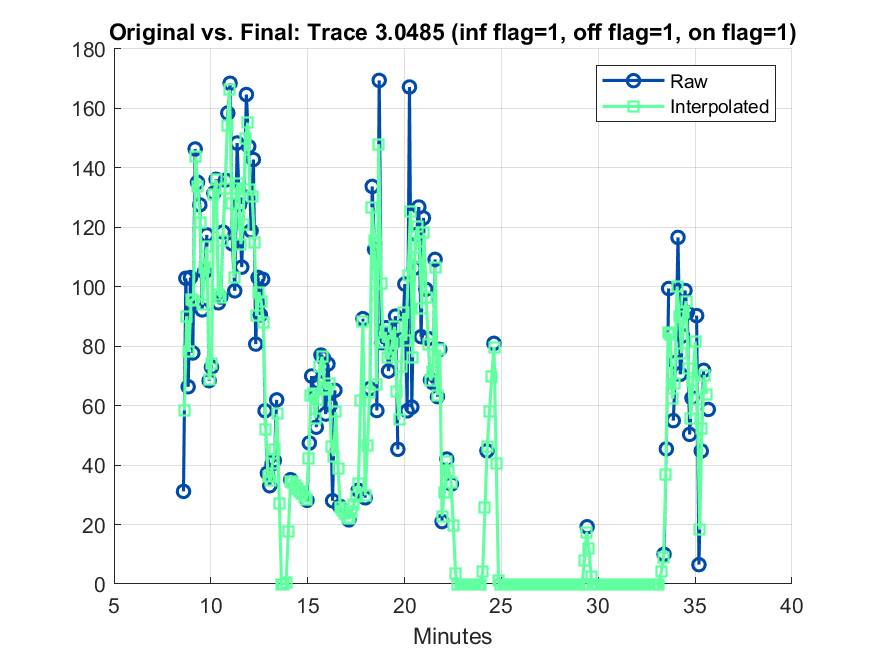 Original vs. Final: Trace 3.0485 (inf flag=1, off flag=1, on flag=1)
180
160
140
120
100
80
60
40
20
0
Raw
Interpolated
5 10 15 20 25 30 35 40
Minutes